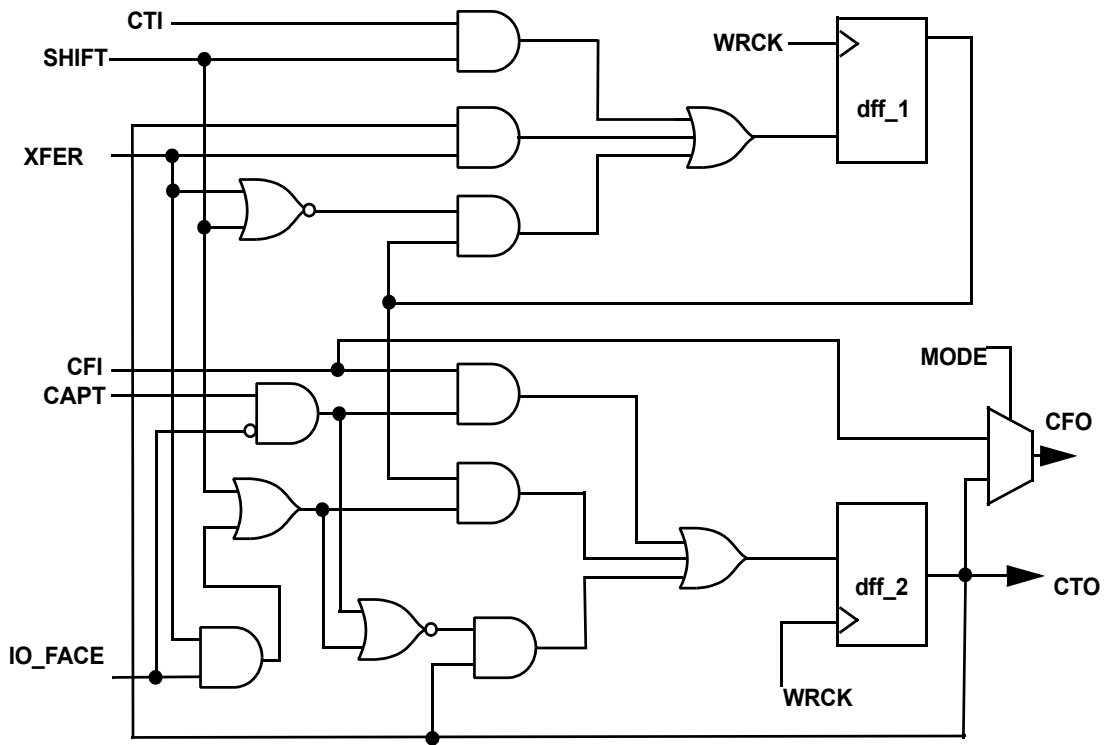 CTI
SHIFT
WRCK
dff_1
XFER
CFI
CAPT
MODE
CFO
dff_2
CTO
IO_FACE
WRCK